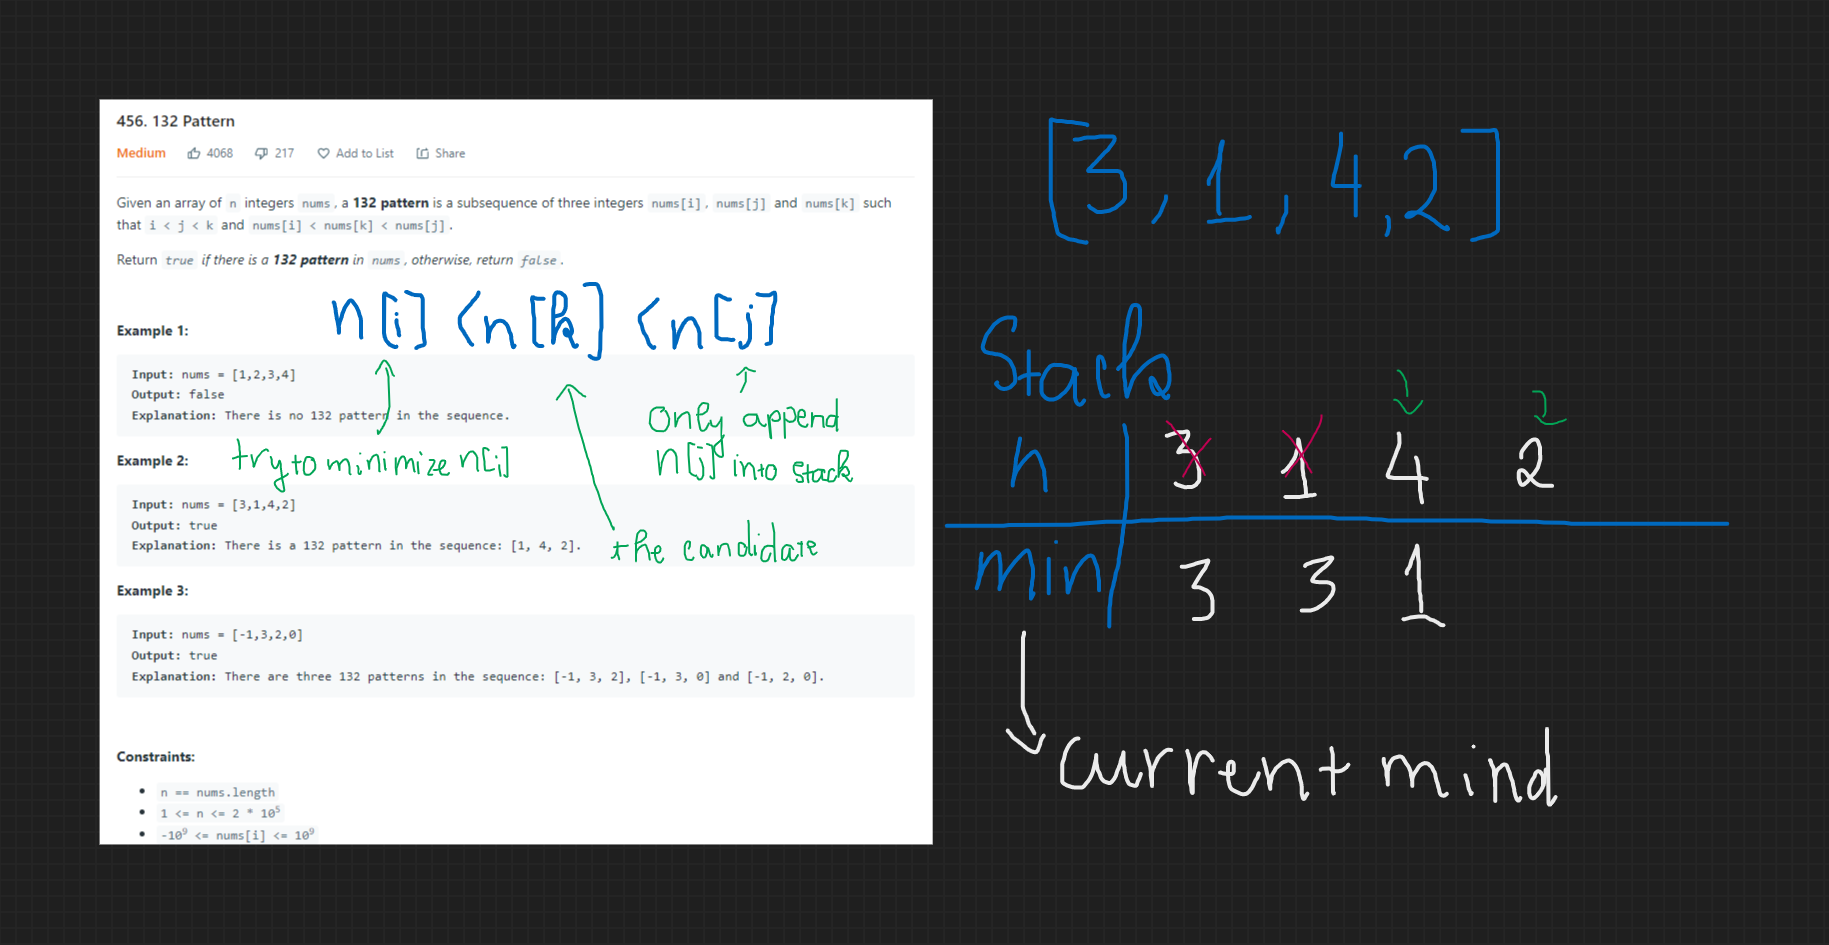 456. 132 Pattern
Medium 4068 217 Add to List Share
Given an array of n integers nums, a 132 pattern is a subsequence of three integers nums[i], nums[j] and nums[k] such
that i < j < k and nums[i] < nums[k] < nums[j].
Return true if there is a 132 pattern in nums, otherwise, return false.
n[i] < n[k] < n[j]
Example 1:
Input: nums = [1,2,3,4]
Output: false
Explanation: There is no 132 pattern in the sequence.
only append
n[j] into stack
try to minimize n[i]
Example 2:
Input: nums = [3,1,4,2]
Output: true
Explanation: There is a 132 pattern in the sequence: [1, 4, 2].
the candidate
Example 3:
Input: nums = [-1,3,2,0]
Output: true
Explanation: There are three 132 patterns in the sequence: [-1, 3, 2], [-1, 3, 0] and [-1, 2, 0].
Constraints:
• n == nums.length
• 1 <= n <= 2 * 10⁵
• -10⁹ <= nums[i] <= 10⁹
[3,1,4,2]
Stack
n 3 1 4 2
min 3 3 1
current mind